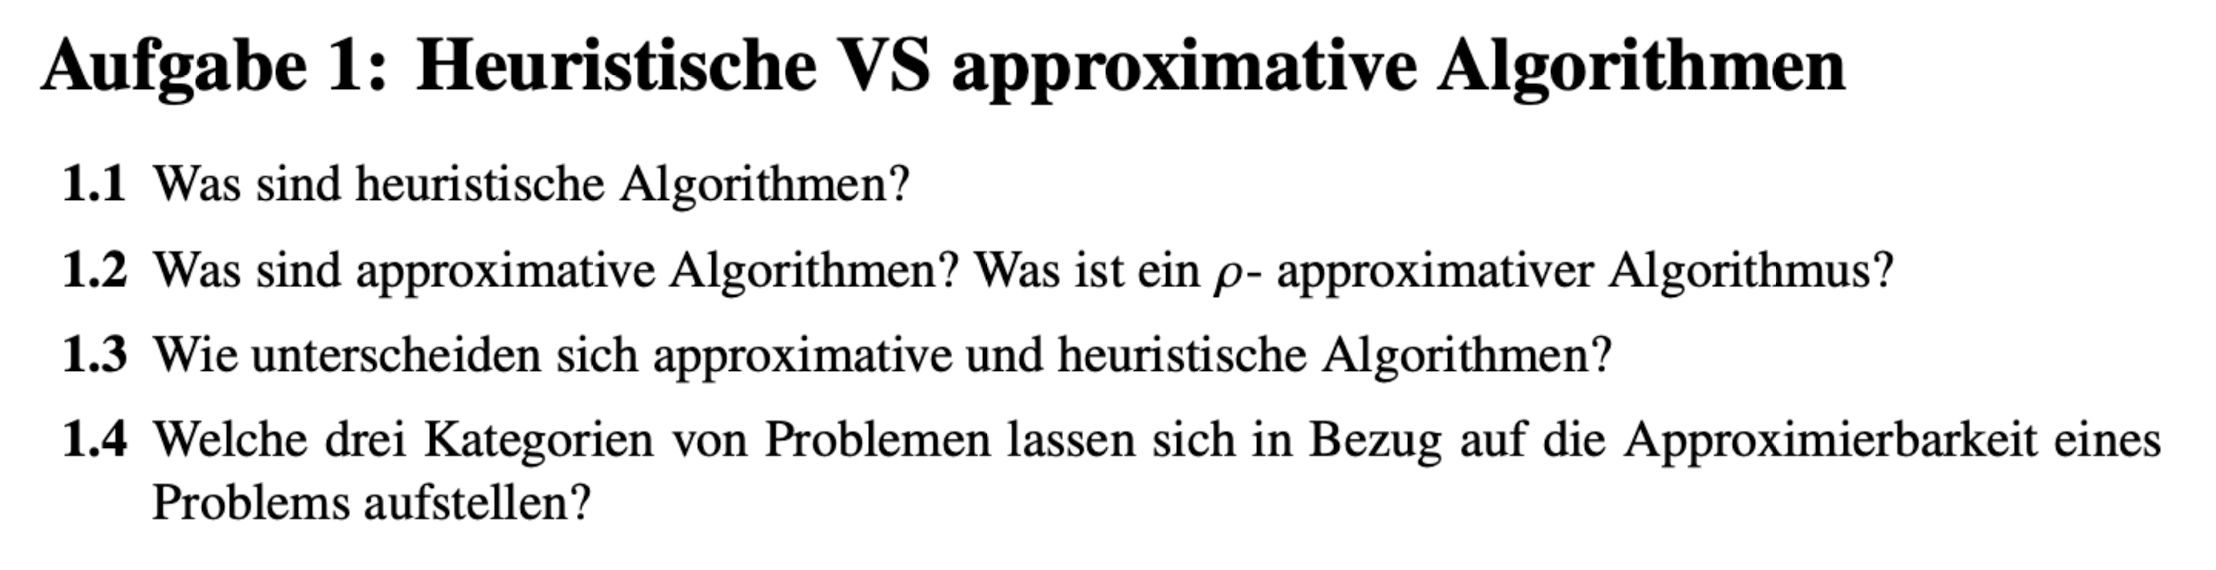 Aufgabe 1: Heuristische VS approximative Algorithmen
1.1 Was sind heuristische Algorithmen?
1.2 Was sind approximative Algorithmen? Was ist ein ρ- approximativer Algorithmus?
1.3 Wie unterscheiden sich approximative und heuristische Algorithmen?
1.4 Welche drei Kategorien von Problemen lassen sich in Bezug auf die Approximierbarkeit eines
Problems aufstellen?